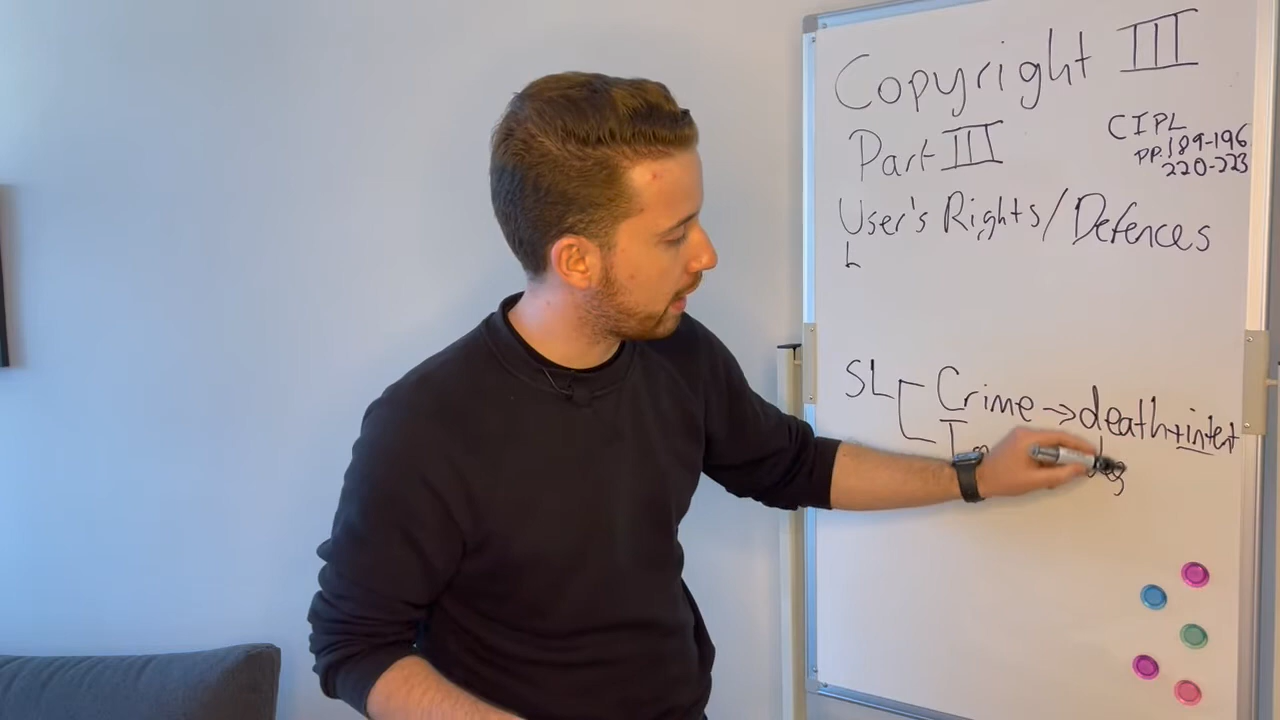 Copyright III
CIPL
pp. 189-196
220-223
Part III
User's Rights/Defences
SL Crime → death + intent